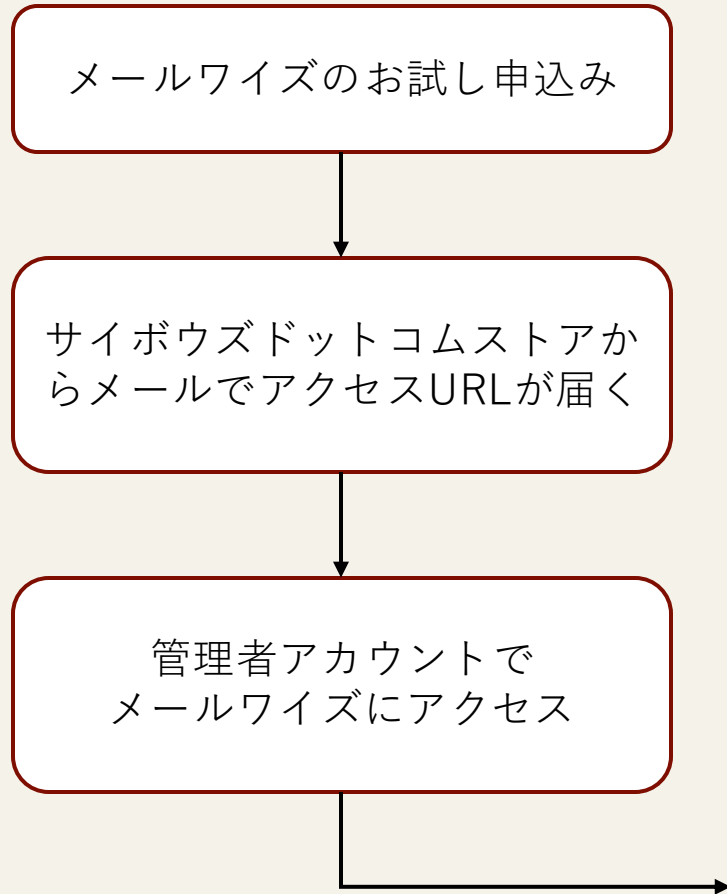 メールワイズのお試し申込み
サイボウズドットコムストアか
らメールでアクセスURLが届く
管理者アカウントで
メールワイズにアクセス